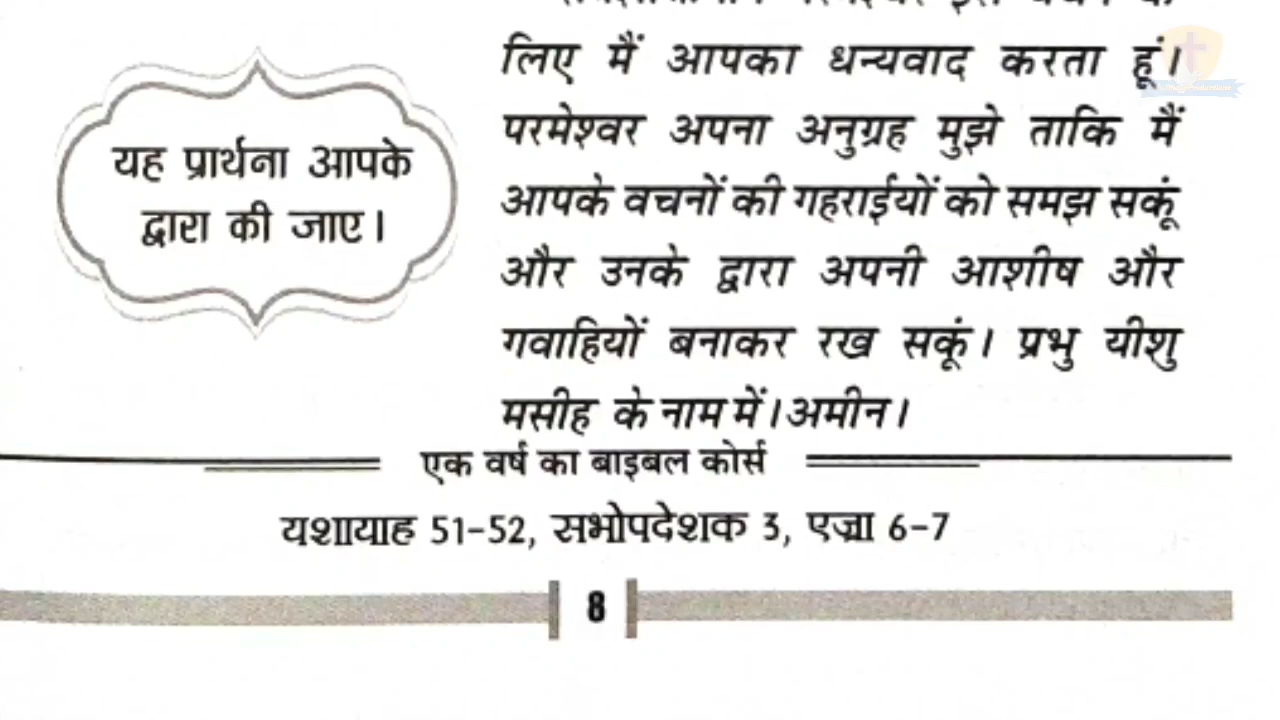 यह प्रार्थना आपके
द्वारा की जाए।
लिए मैं आपका धन्यवाद करता हूं।
परमेश्वर अपना अनुग्रह मुझे ताकि मैं
आपके वचनों की गहराईयों को समझ सकूं
और उनके द्वारा अपनी आशीष और
गवाहियों बनाकर रख सकूं। प्रभु यीशु
मसीह के नाम में।अमीन।
एक वर्ष का बाइबल कोर्स
यशायाह 51-52, सभोपदेशक 3, एज्रा 6-7
8